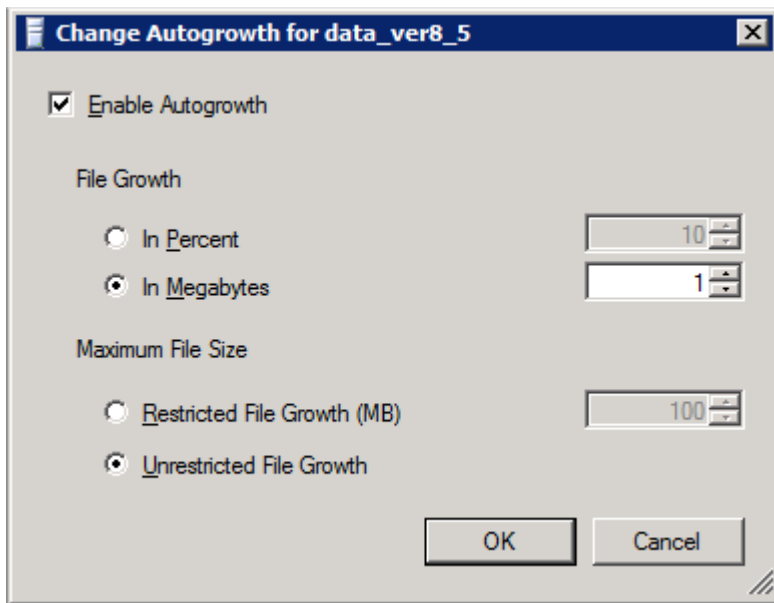 Change Autogrowth for data_ver8_5
Enable Autogrowth
File Growth
In Percent 10
In Megabytes 1
Maximum File Size
Restricted File Growth (MB) 100
Unrestricted File Growth
OK Cancel